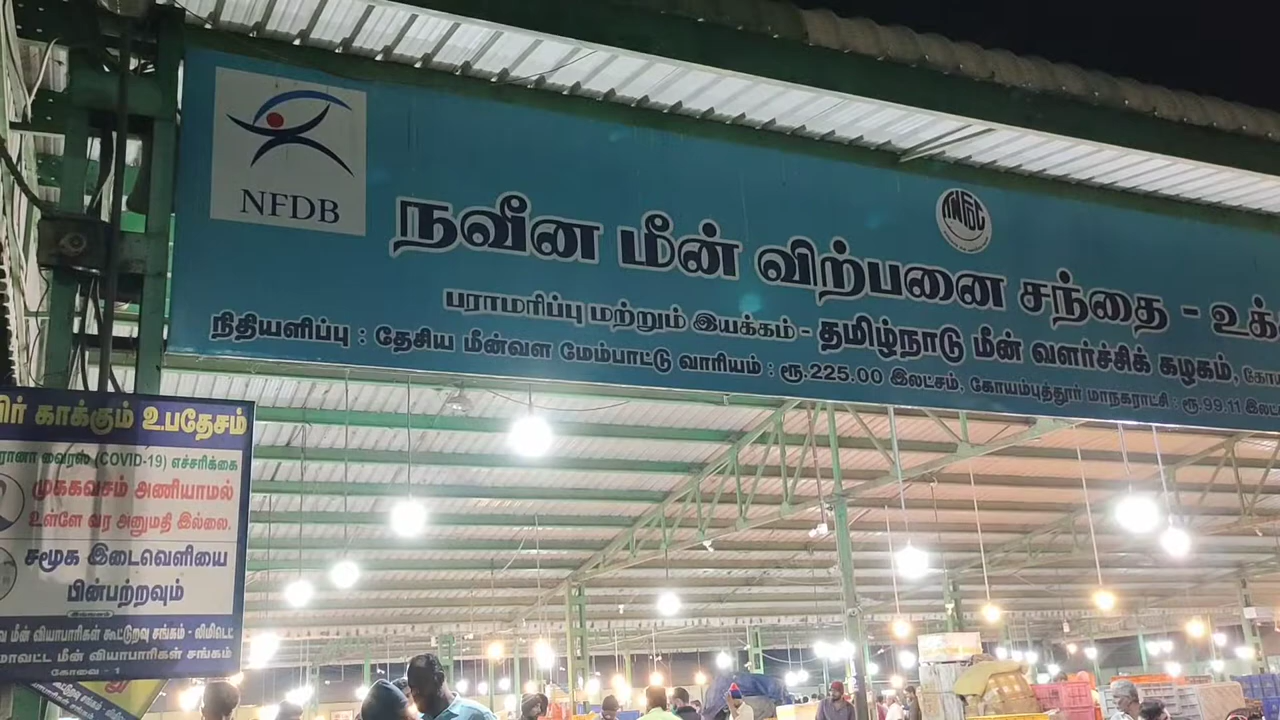 NFDB
TNFDC
நவீன மீன் விற்பனை சந்தை - உக்
பராமரிப்பு மற்றும் இயக்கம் - தமிழ்நாடு மீன் வளர்ச்சிக் கழகம், கோ
நிதியளிப்பு : தேசிய மீன்வள மேம்பாட்டு வாரியம் : ரூ.225.00 இலட்சம், கோயம்புத்தூர் மாநகராட்சி : ரூ.99.11 இலட்
ிர் காக்கும் உபதேசம்
ரானா வைரஸ் (COVID-19) எச்சரிக்கை
முககவசம் அணியாமல்
உள்ளே வர அனுமதி இல்லை.
சமூக இடைவெளியை
பின்பற்றவும்
மீன் வியாபாரிகள் கூட்டுறவு சங்கம் - லிமிடெட்
மாவட்ட மீன் வியாபாரிகள் சங்கம்
கோவை - 1